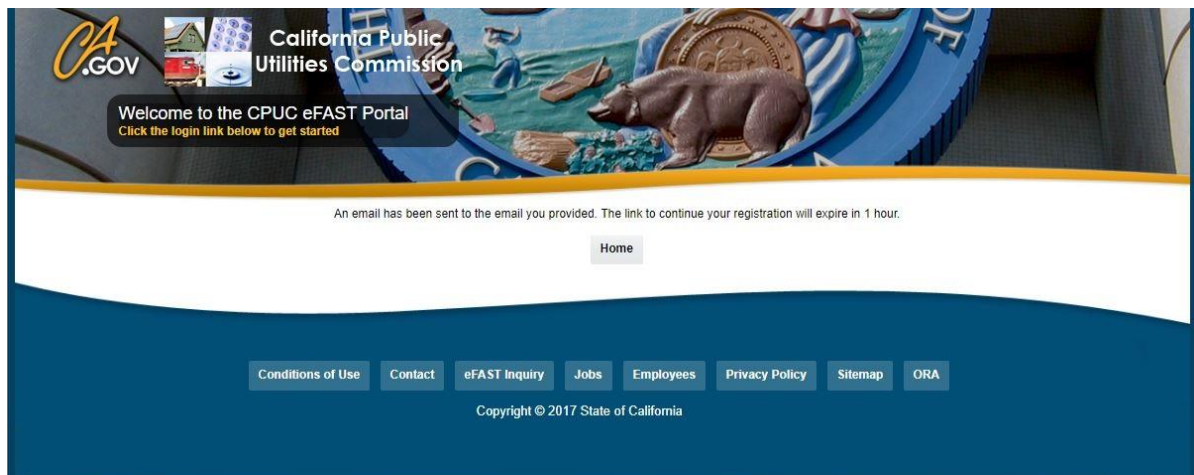 CA
.GOV
California Public
Utilities Commission
Welcome to the CPUC eFAST Portal
Click the login link below to get started
An email has been sent to the email you provided. The link to continue your registration will expire in 1 hour.
Home
Conditions of Use Contact eFAST Inquiry Jobs Employees Privacy Policy Sitemap ORA
Copyright © 2017 State of California